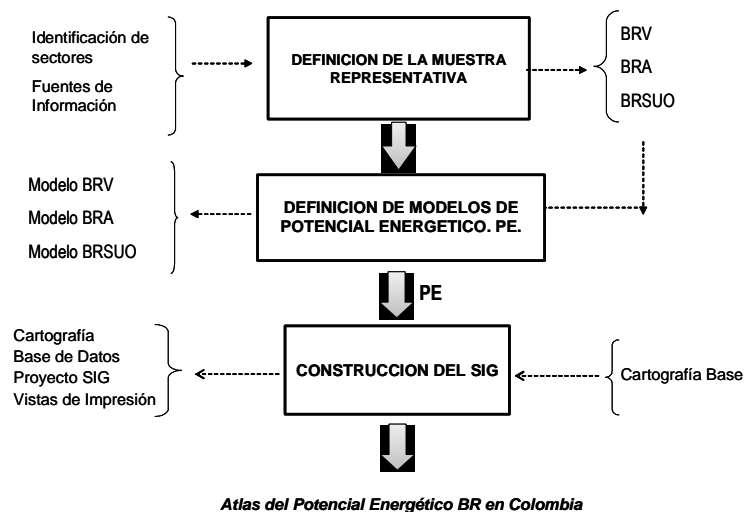 Identificación de
sectores
Fuentes de
Información
DEFINICION DE LA MUESTRA
REPRESENTATIVA
BRV
BRA
BRSUO
Modelo BRV
Modelo BRA
Modelo BRSUO
DEFINICION DE MODELOS DE
POTENCIAL ENERGETICO. PE.
PE
Cartografía
Base de Datos
Proyecto SIG
Vistas de Impresión
CONSTRUCCION DEL SIG
Cartografía Base
Atlas del Potencial Energético BR en Colombia